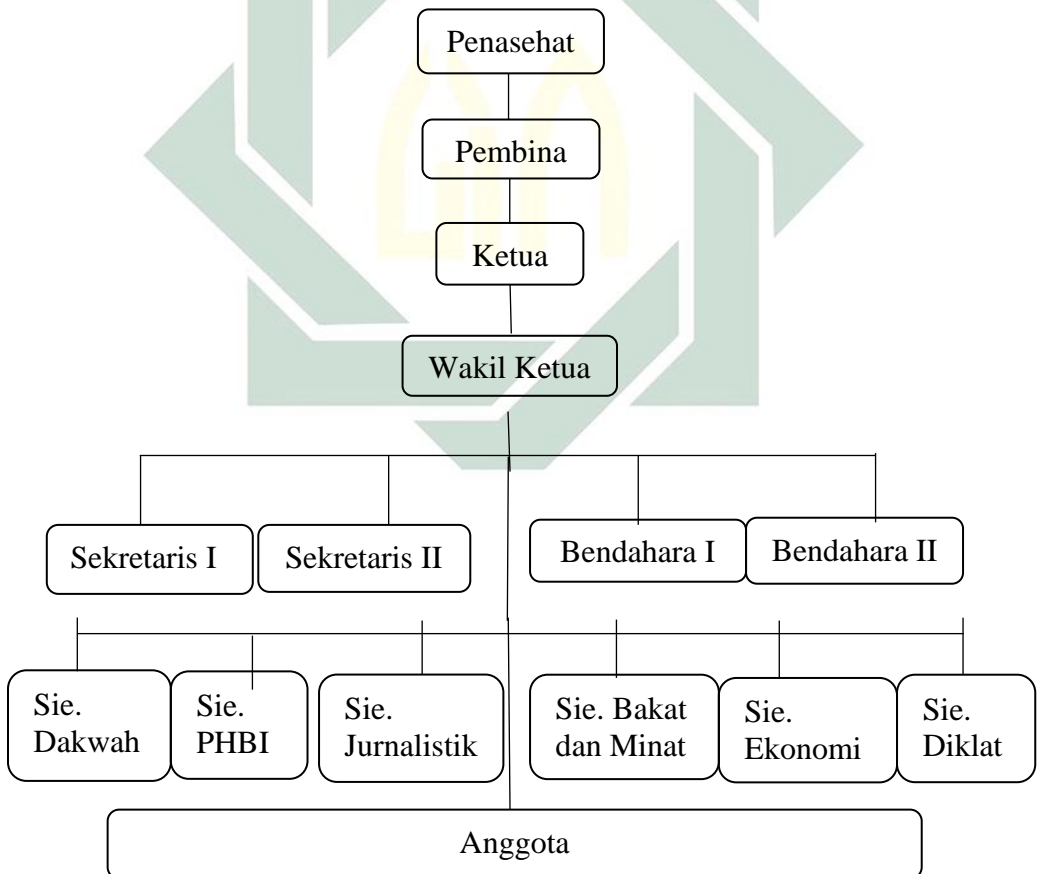 Penasehat
Pembina
Ketua
Wakil Ketua
Sekretaris I
Sekretaris II
Bendahara I
Bendahara II
Sie.
Dakwah
Sie.
PHBI
Sie.
Jurnalistik
Sie. Bakat
dan Minat
Sie.
Ekonomi
Sie.
Diklat
Anggota